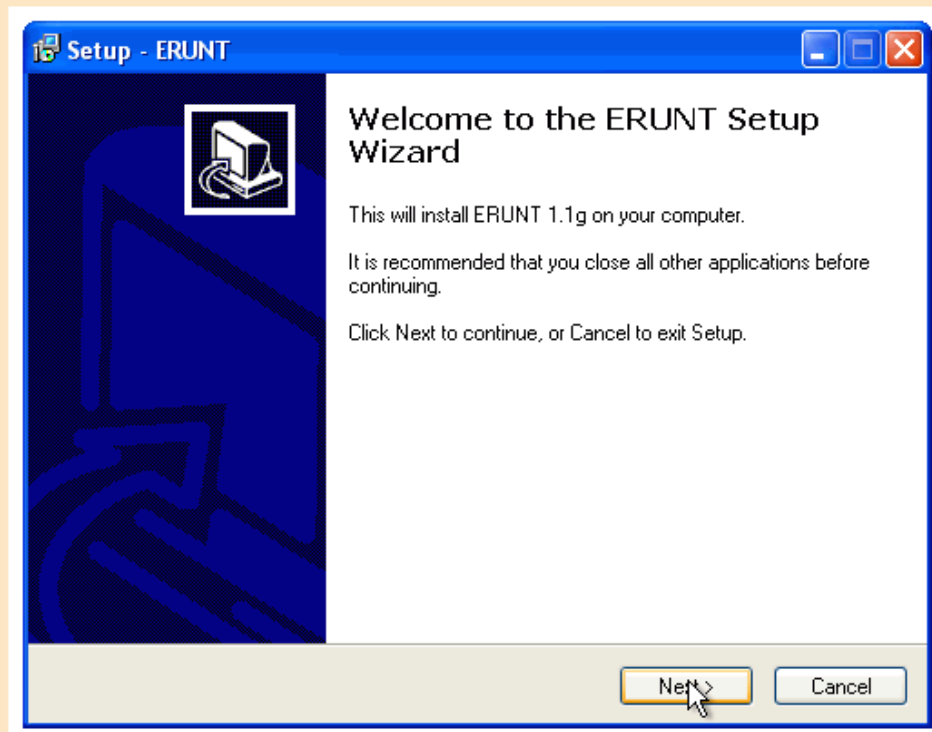 Setup - ERUNT
Welcome to the ERUNT Setup
Wizard
This will install ERUNT 1.1g on your computer.
It is recommended that you close all other applications before
continuing.
Click Next to continue, or Cancel to exit Setup.
Next > Cancel